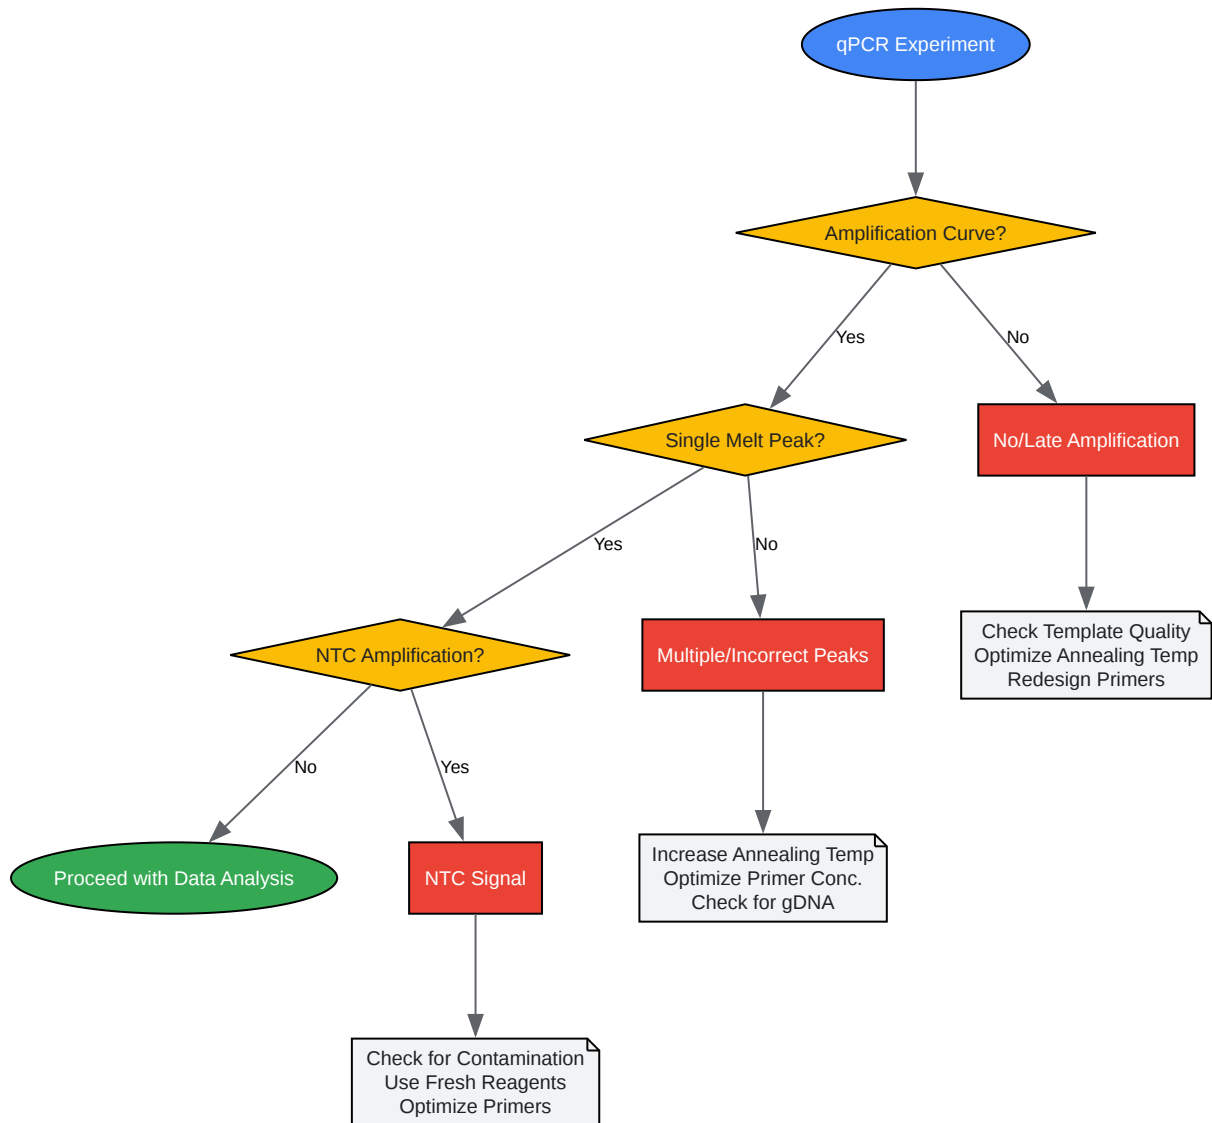 qPCR Experiment
Amplification Curve?
Yes
No
Single Melt Peak?
No/Late Amplification
Yes
No
Check Template Quality
Optimize Annealing Temp
Redesign Primers
NTC Amplification?
Multiple/Incorrect Peaks
No
Yes
Proceed with Data Analysis
NTC Signal
Increase Annealing Temp
Optimize Primer Conc.
Check for gDNA
Check for Contamination
Use Fresh Reagents
Optimize Primers